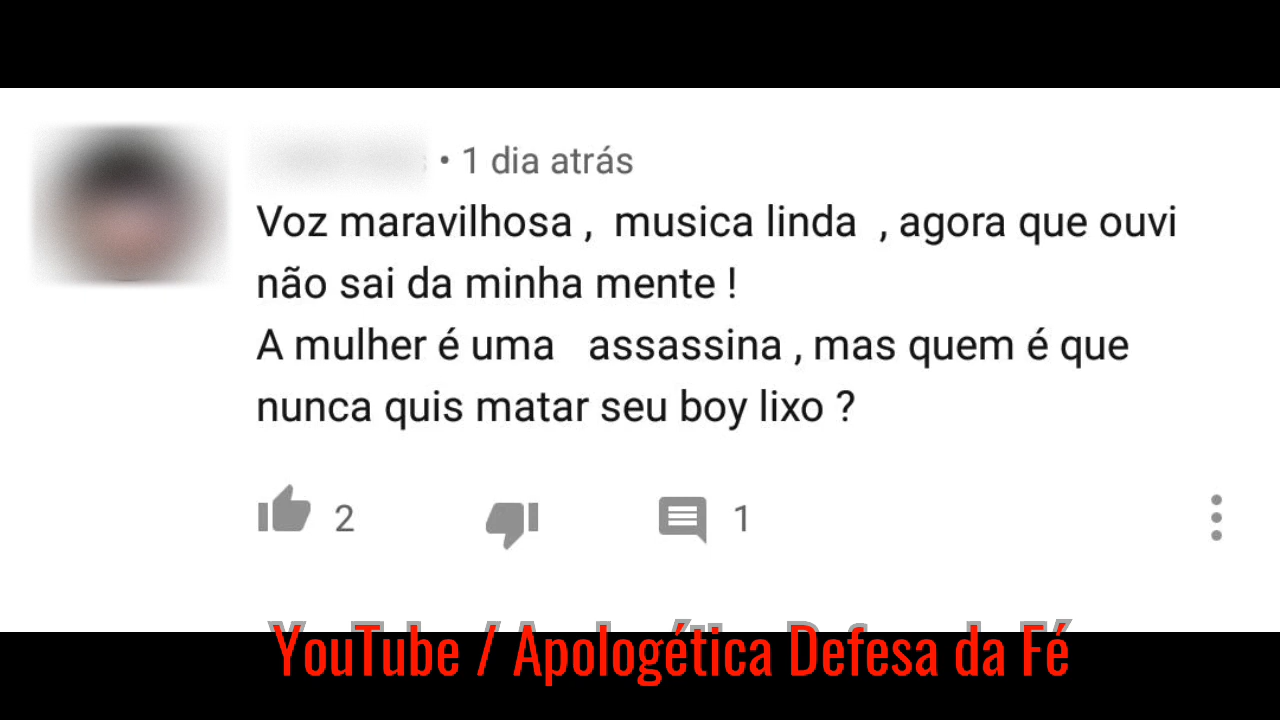 • 1 dia atrás
Voz maravilhosa , musica linda , agora que ouvi
não sai da minha mente !
A mulher é uma assassina , mas quem é que
nunca quis matar seu boy lixo ?
2 1
YouTube / Apologética Defesa da Fé